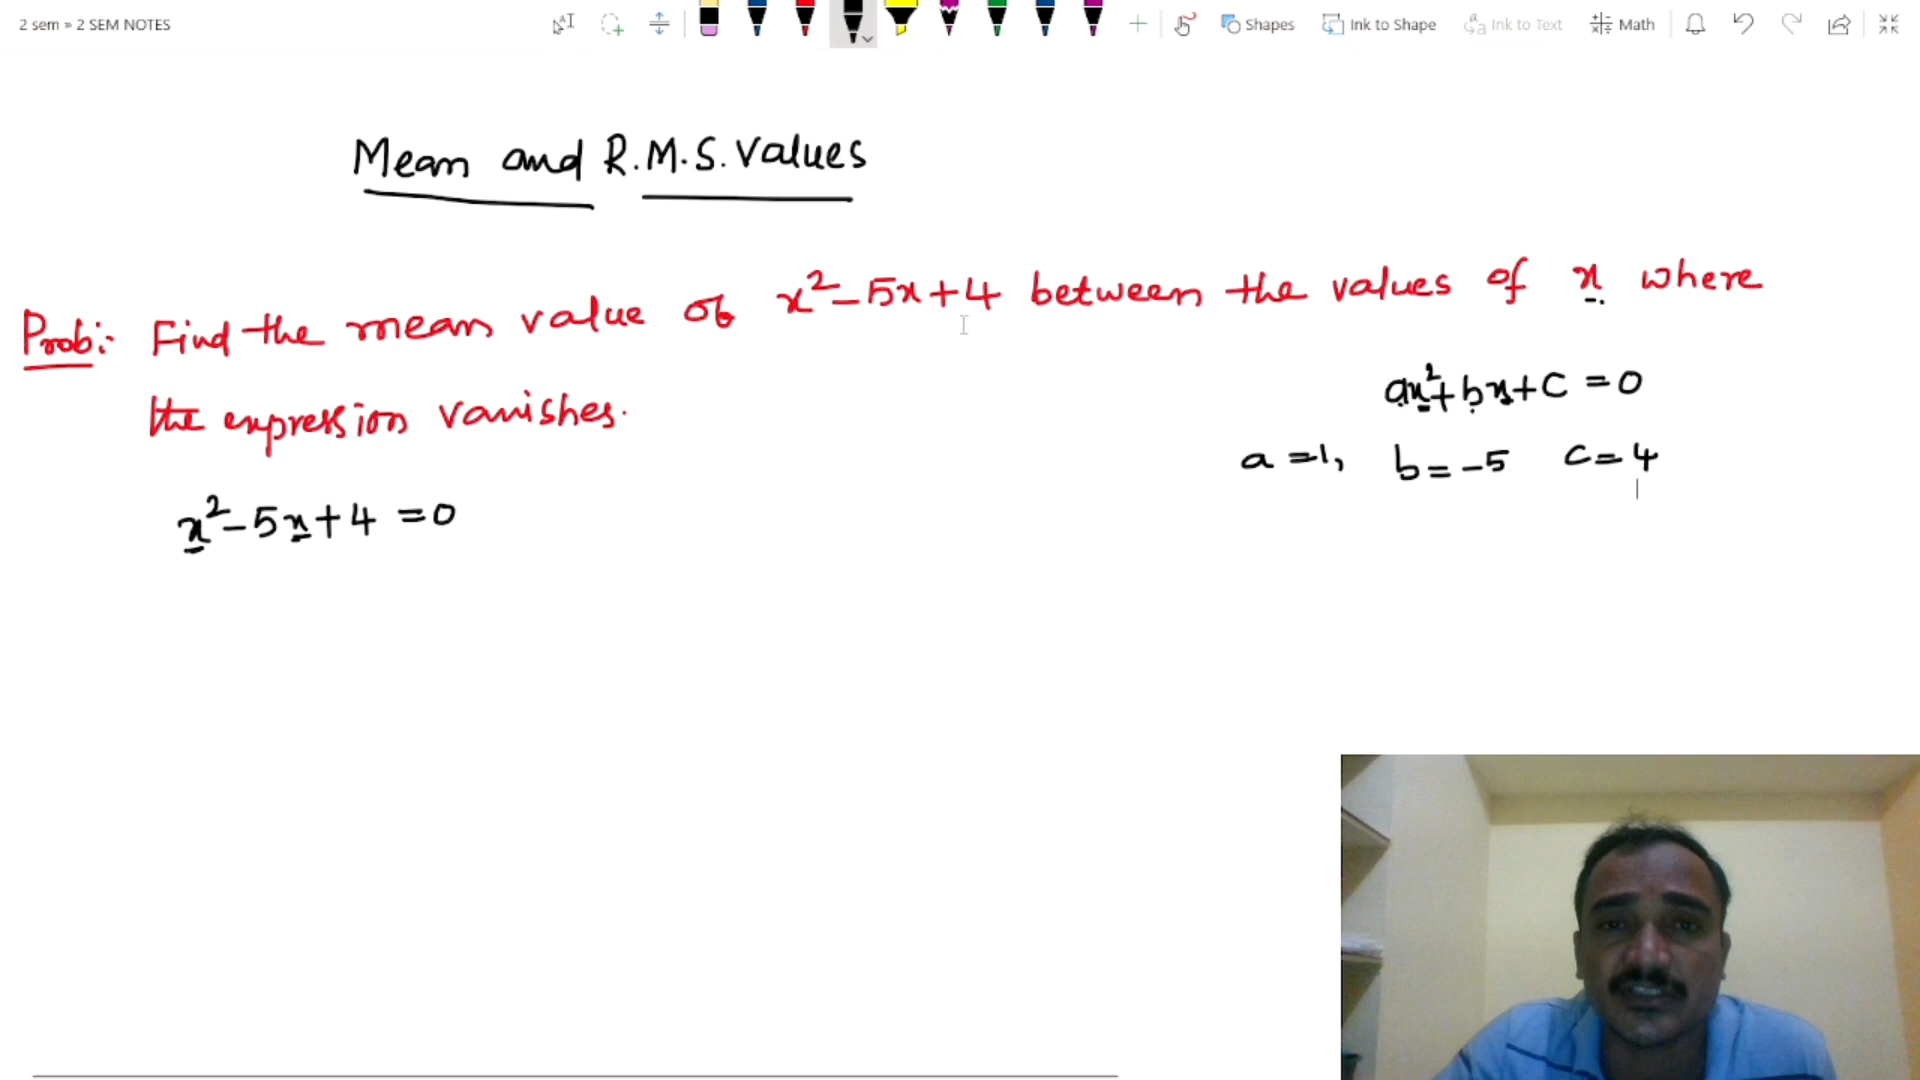 2 sem » 2 SEM NOTES
Shapes Ink to Shape Ink to Text Math
Mean and R.M.S. Values
Prob:- Find the mean value of x²-5x+4 between the values of x where
the expression vanishes.
ax²+bx+c=0
a=1, b=-5 c=4
x²-5x+4=0